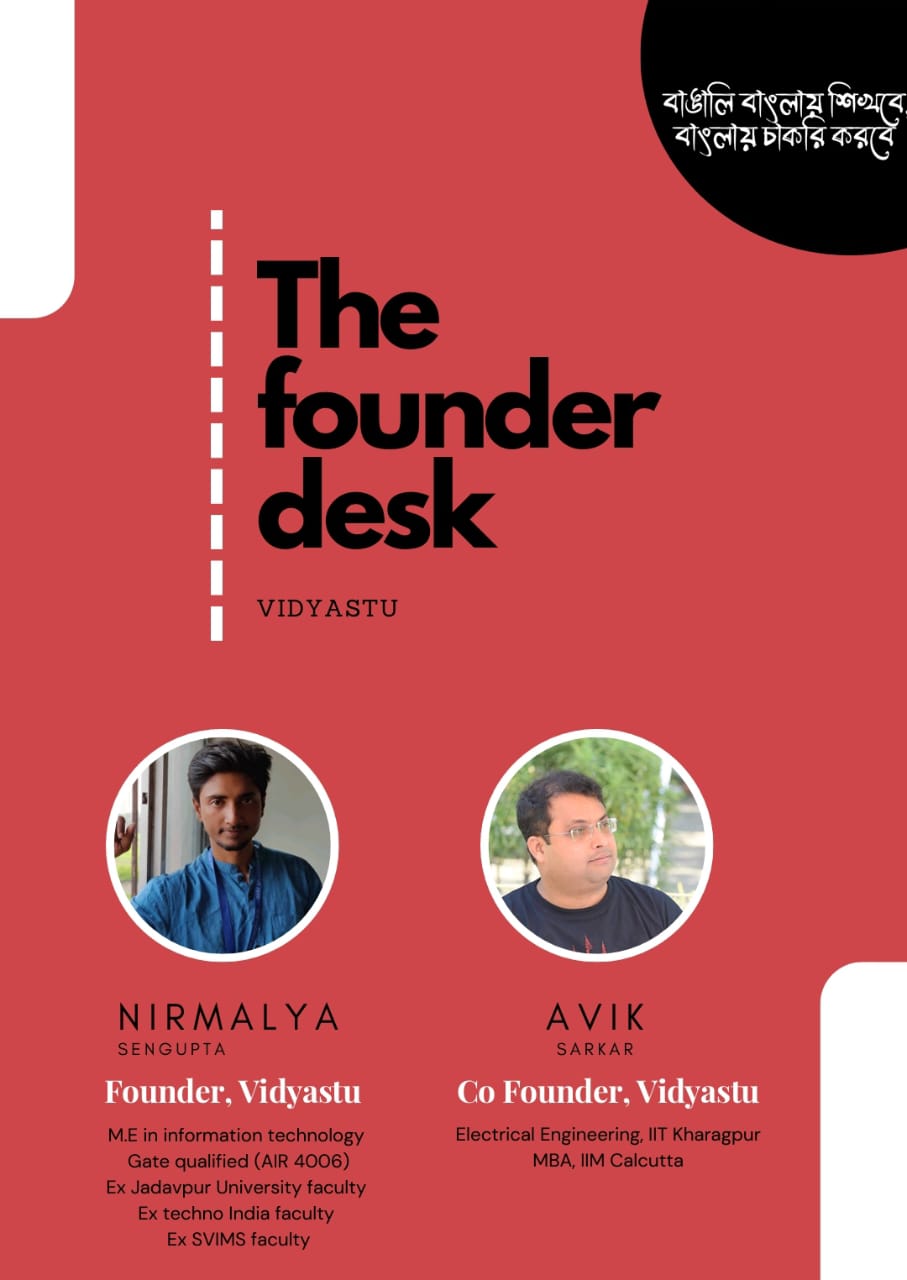 বাঙালি বাংলায় শিখবে,
বাংলায় চাকরি করবে
The
founder
desk
VIDYASTU
NIRMALYA
SENGUPTA
Founder, Vidyastu
M.E in information technology
Gate qualified (AIR 4006)
Ex Jadavpur University faculty
Ex techno India faculty
Ex SVIMS faculty
AVIK
SARKAR
Co Founder, Vidyastu
Electrical Engineering, IIT Kharagpur
MBA, IIM Calcutta